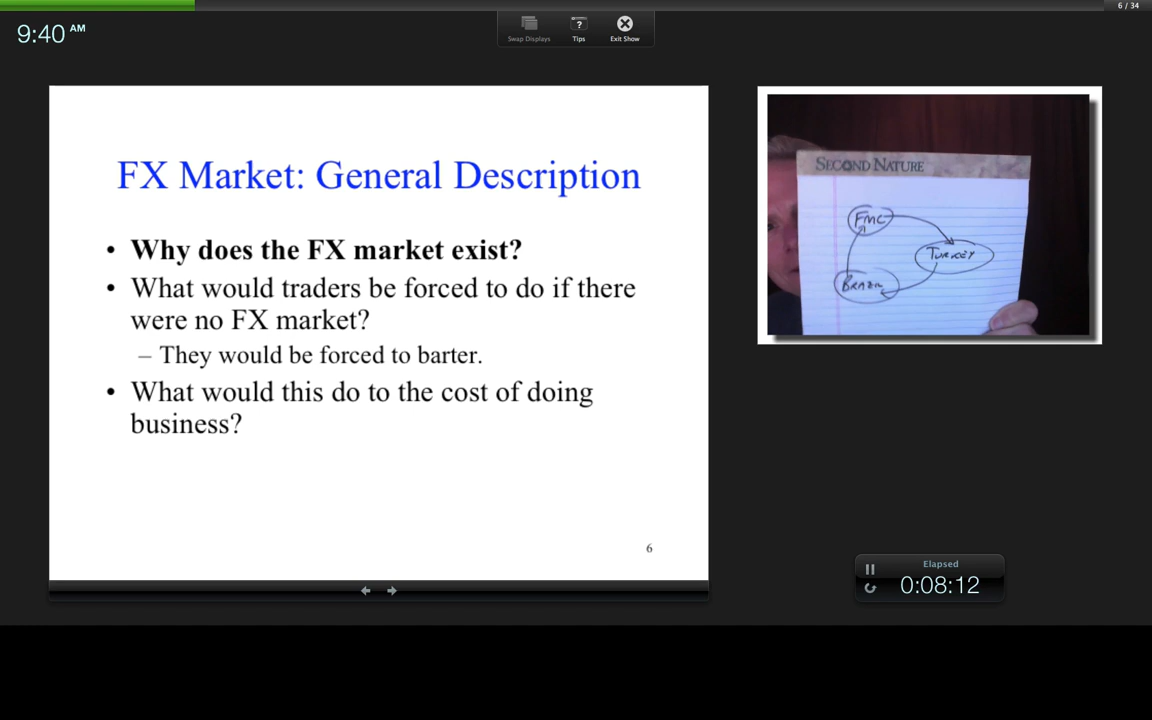 6 / 34
9:40 AM
Swap Displays
Tips
Exit Show
FX Market: General Description
• Why does the FX market exist?
• What would traders be forced to do if there
were no FX market?
– They would be forced to barter.
• What would this do to the cost of doing
business?
6
SECOND NATURE
FMC
TURKEY
BRAZIL
Elapsed
0:08:12